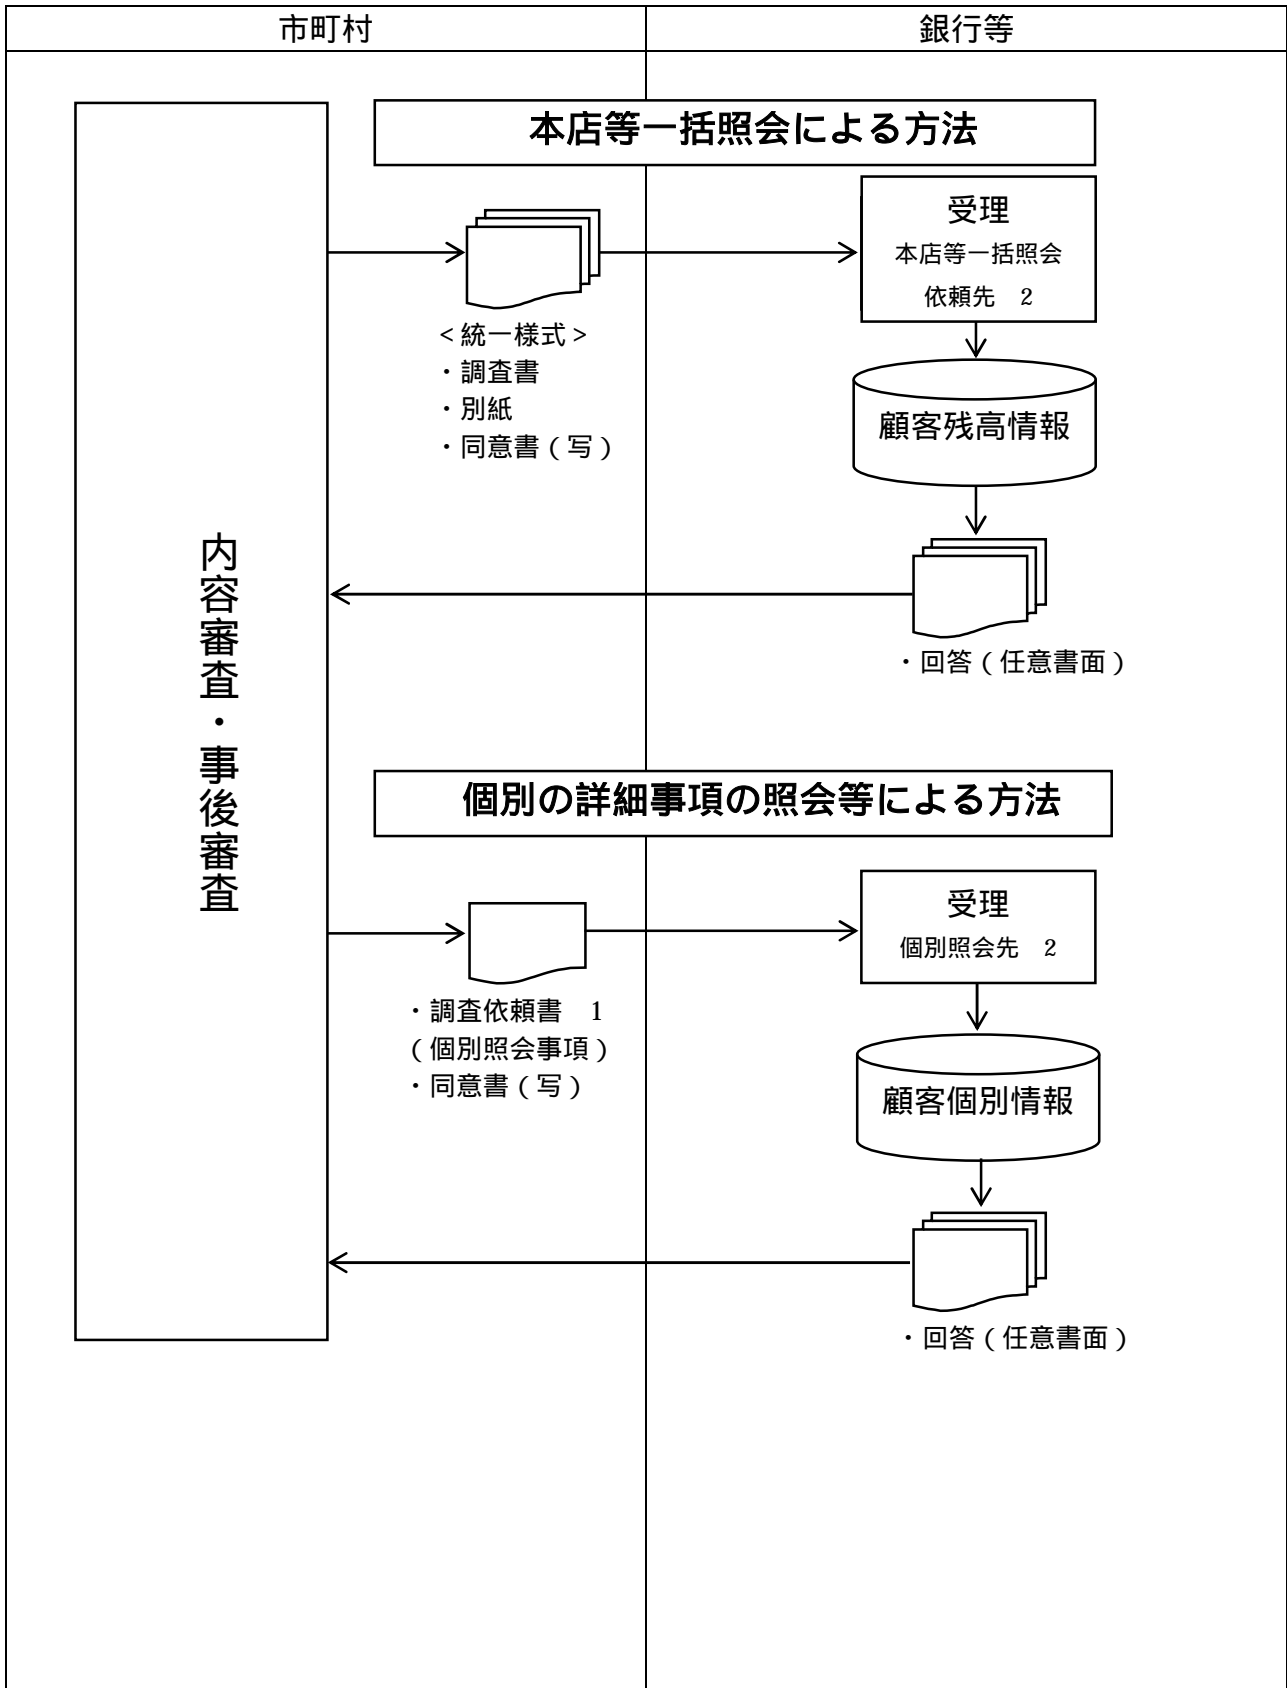 市町村
銀行等
内容審査・事後審査
本店等一括照会による方法
受理
本店等一括照会
依頼先　2
＜統一様式＞
・調査書
・別紙
・同意書（写）
顧客残高情報
・回答（任意書面）
個別の詳細事項の照会等による方法
受理
個別照会先　2
・調査依頼書　1
（個別照会事項）
・同意書（写）
顧客個別情報
・回答（任意書面）